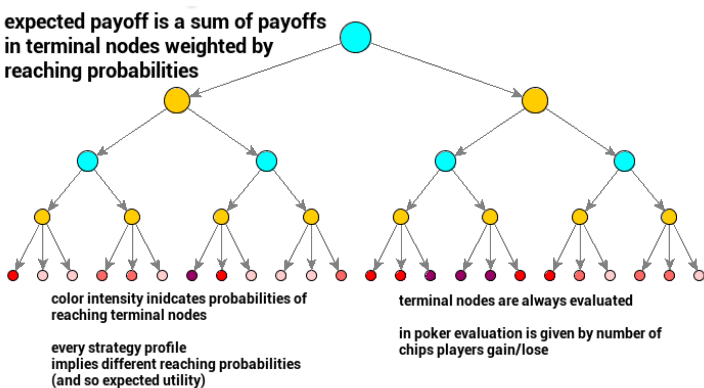 expected payoff is a sum of payoffs
in terminal nodes weighted by
reaching probabilities
color intensity inidcates probabilities of
reaching terminal nodes
every strategy profile
implies different reaching probabilities
(and so expected utility)
terminal nodes are always evaluated
in poker evaluation is given by number of
chips players gain/lose